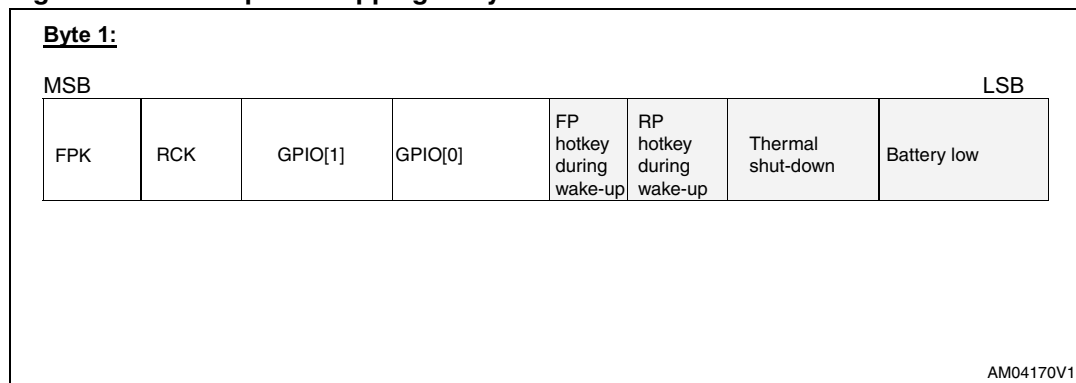 Byte 1:
MSB LSB
FPK RCK GPIO[1] GPIO[0] FP hotkey during wake-up RP hotkey during wake-up Thermal shut-down Battery low
AM04170V1